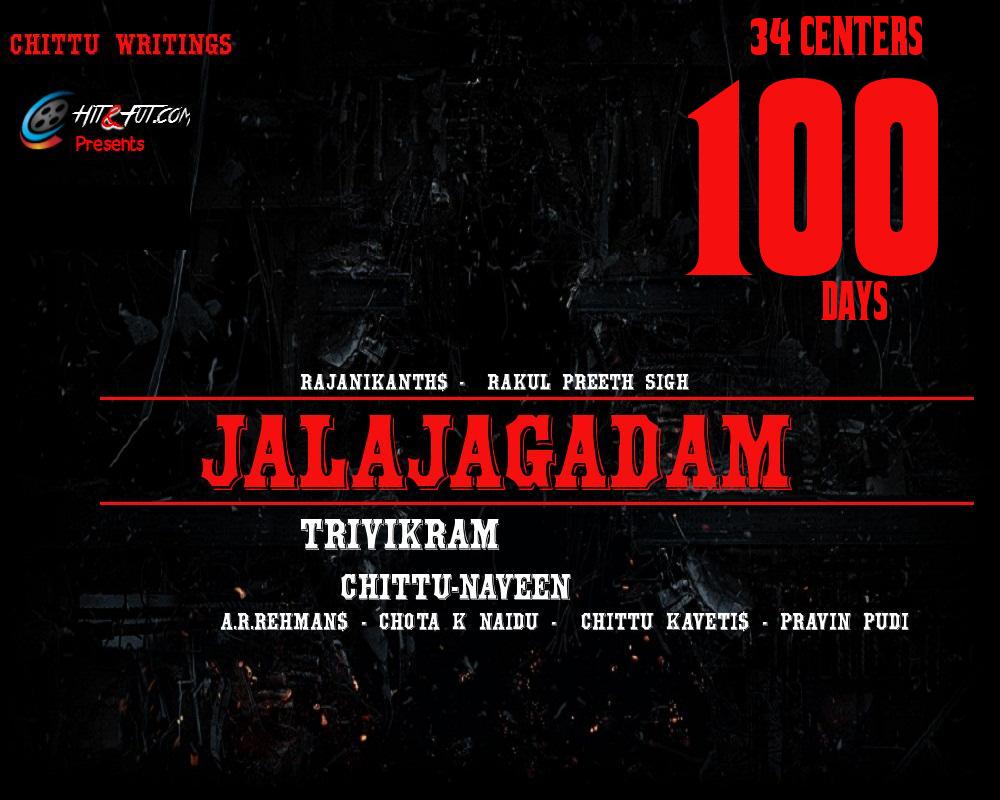 CHITTU WRITINGS
34 CENTERS
HIT&FUT.COM
Presents
100
DAYS
RAJANIKANTH$ - RAKUL PREETH SIGH
JALAJAGADAM
TRIVIKRAM
CHITTU-NAVEEN
A.R.REHMAN$ - CHOTA K NAIDU - CHITTU KAVETI$ - PRAVIN PUDI